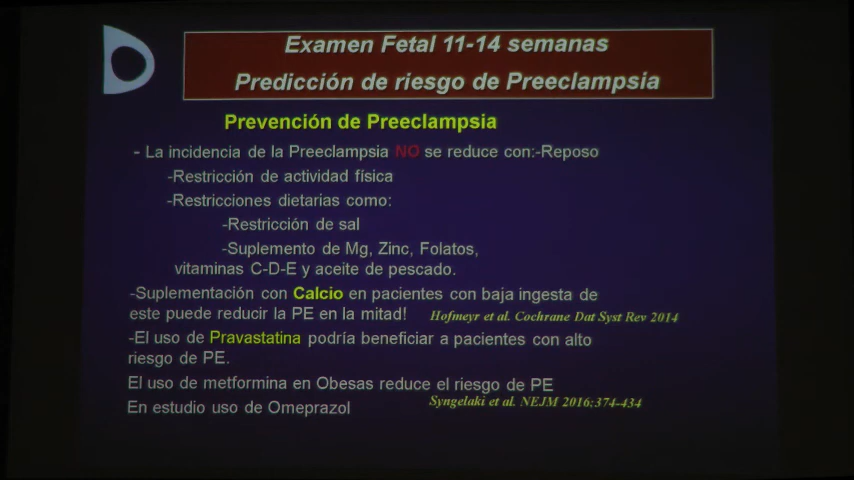 Examen Fetal 11-14 semanas
Predicción de riesgo de Preeclampsia
Prevención de Preeclampsia
- La incidencia de la Preeclampsia NO se reduce con:-Reposo
-Restricción de actividad física
-Restricciones dietarias como:
-Restricción de sal
-Suplemento de Mg, Zinc, Folatos,
vitaminas C-D-E y aceite de pescado.
-Suplementación con Calcio en pacientes con baja ingesta de
este puede reducir la PE en la mitad! Hofmeyr et al. Cochrane Dat Syst Rev 2014
-El uso de Pravastatina podría beneficiar a pacientes con alto
riesgo de PE.
El uso de metformina en Obesas reduce el riesgo de PE
Syngelaki et al. NEJM 2016;374-434
En estudio uso de Omeprazol